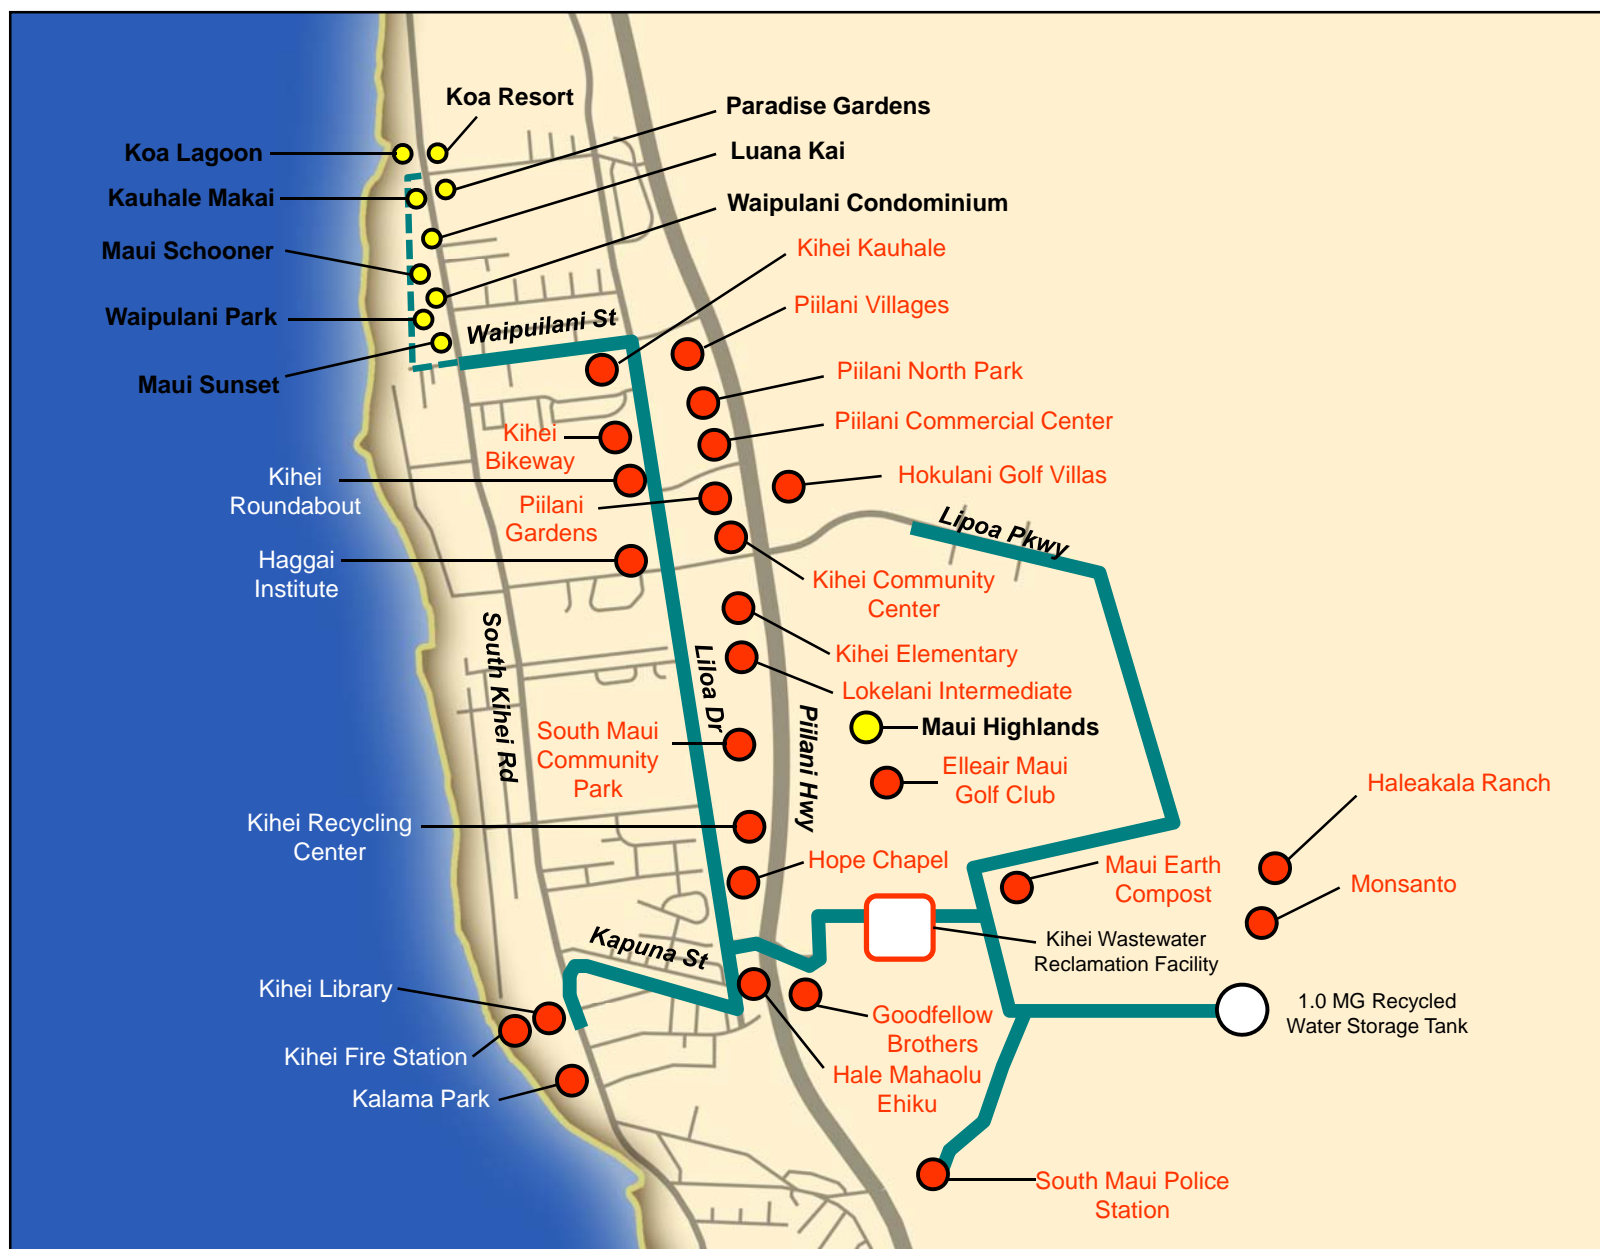 Koa Resort
Paradise Gardens
Koa Lagoon
Luana Kai
Kauhale Makai
Waipulani Condominium
Maui Schooner
Kihei Kauhale
Piilani Villages
Waipulani Park
Waipuilani St
Maui Sunset
Piilani North Park
Piilani Commercial Center
Kihei
Bikeway
Kihei
Roundabout
Hokulani Golf Villas
Piilani
Gardens
Lipoa Pkwy
Haggai
Institute
Kihei Community
Center
South Kihei Rd
Liloa Dr
Kihei Elementary
Lokelani Intermediate
Piilani Hwy
Maui Highlands
South Maui
Community
Park
Elleair Maui
Golf Club
Haleakala Ranch
Kihei Recycling
Center
Hope Chapel
Maui Earth
Compost
Monsanto
Kapuna St
Kihei Wastewater
Reclamation Facility
Kihei Library
1.0 MG Recycled
Water Storage Tank
Goodfellow
Brothers
Kihei Fire Station
Hale Mahaolu
Ehiku
Kalama Park
South Maui Police
Station